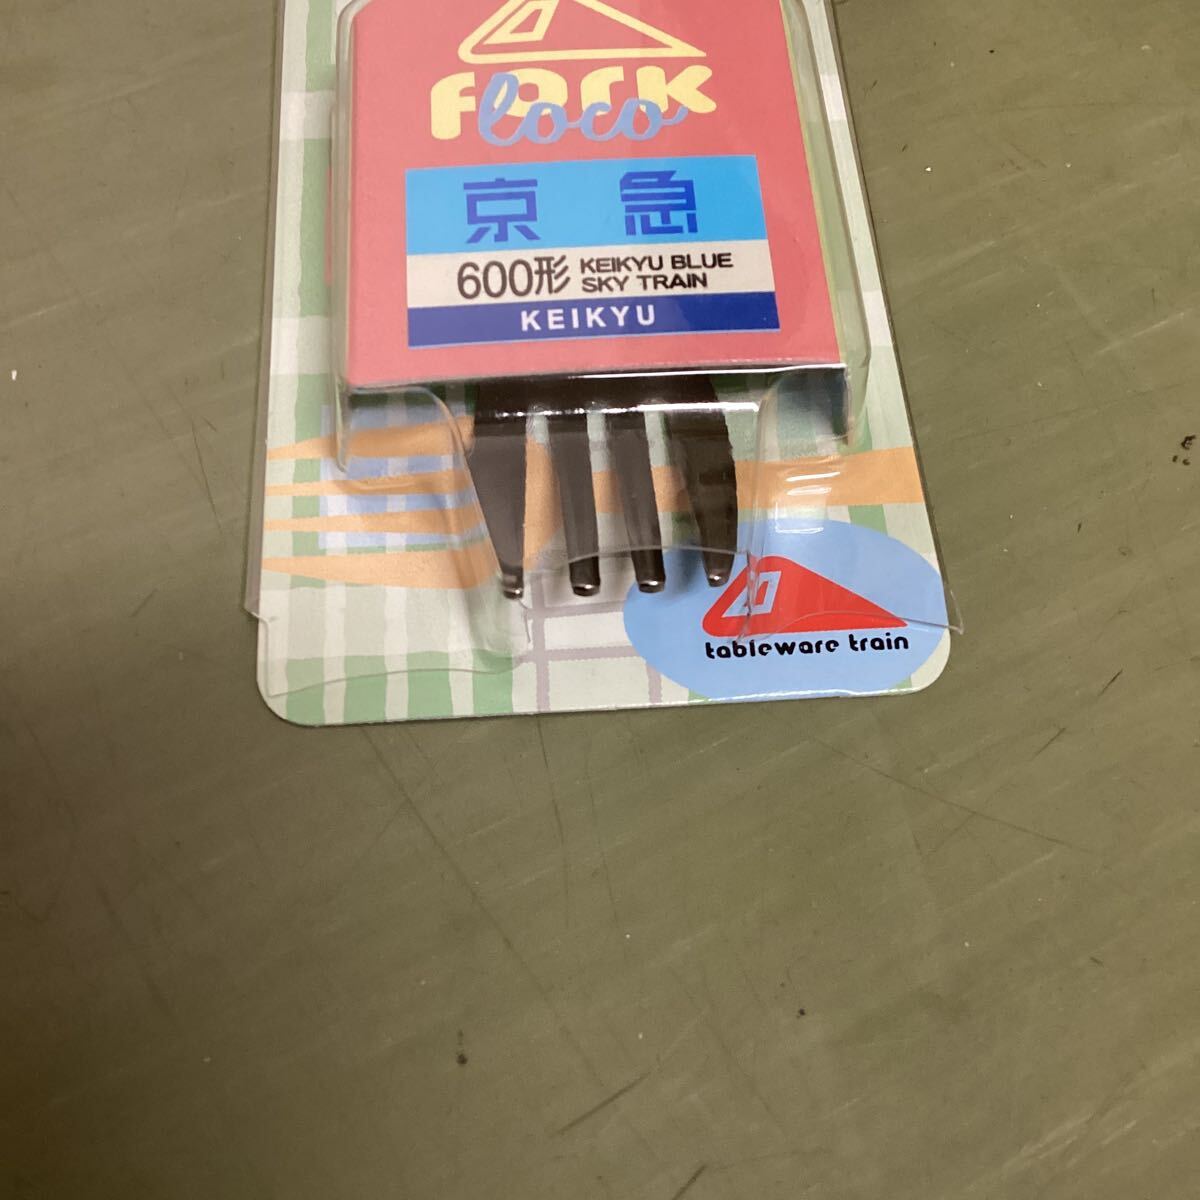 Fork
loco
京急
600形 KEIKYU BLUE
SKY TRAIN
KEIKYU
tableware train